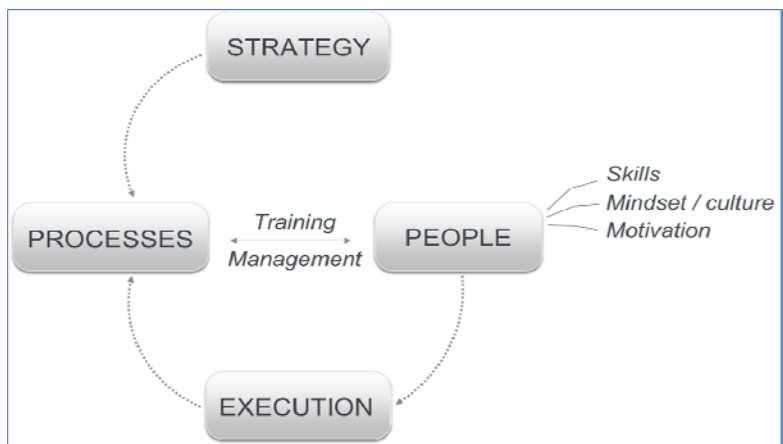 STRATEGY
Skills
Mindset / culture
Motivation
PROCESSES
Training
Management
PEOPLE
EXECUTION